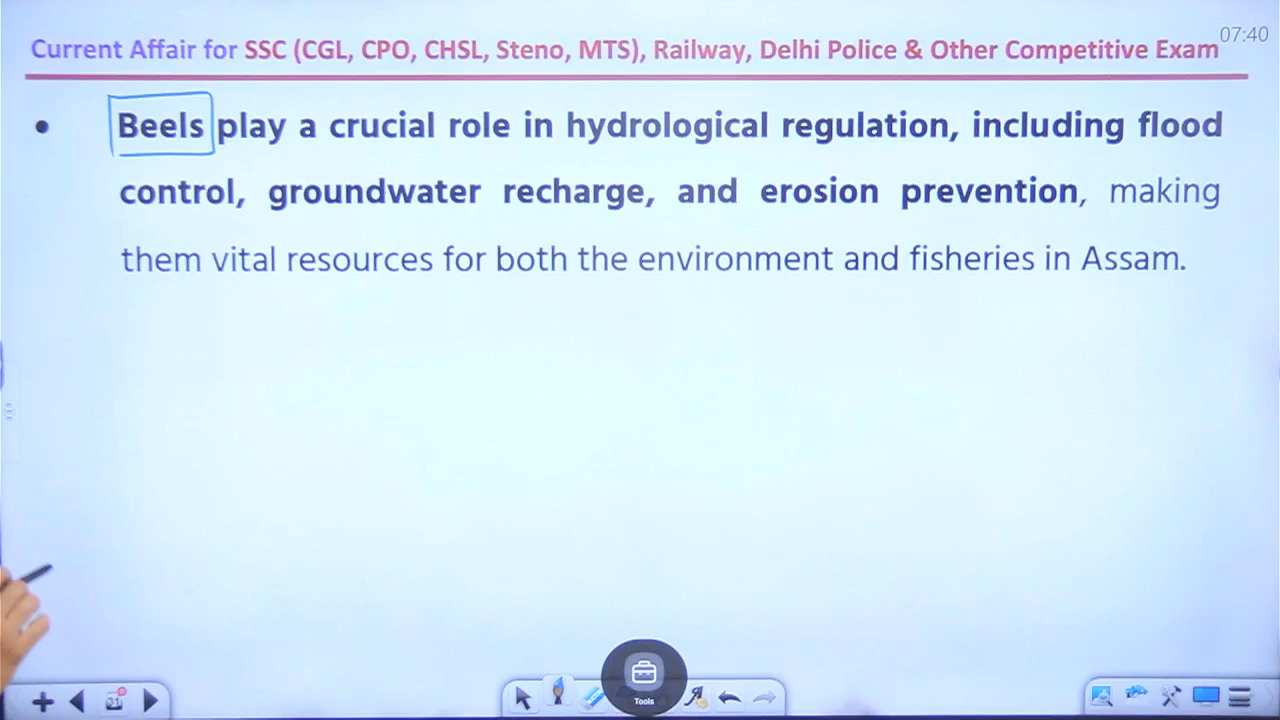 07:40
Current Affair for SSC (CGL, CPO, CHSL, Steno, MTS), Railway, Delhi Police & Other Competitive Exam
• Beels play a crucial role in hydrological regulation, including flood
control, groundwater recharge, and erosion prevention, making
them vital resources for both the environment and fisheries in Assam.
31
Tools